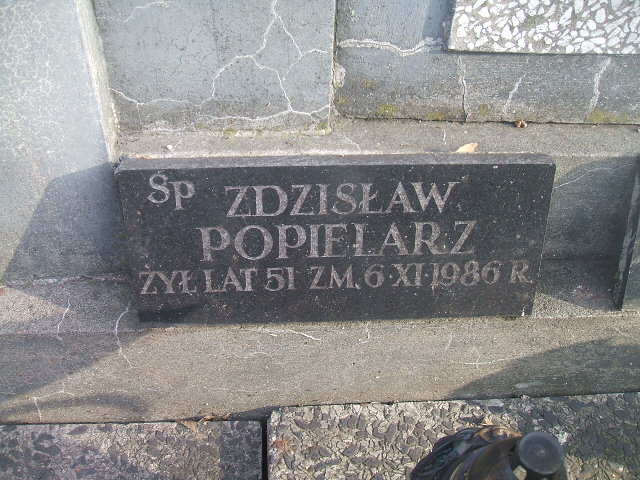 ŚP ZDZISŁAW
POPIELARZ
ŻYŁ LAT 51 ZM. 6·XI·1986 R.